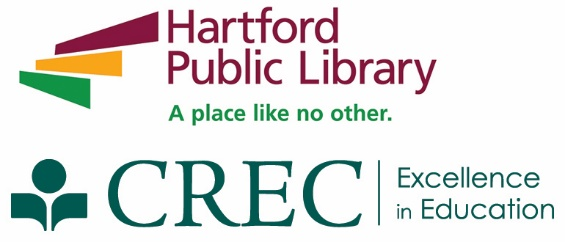 Hartford
Public Library
A place like no other.
CREC
Excellence
in Education